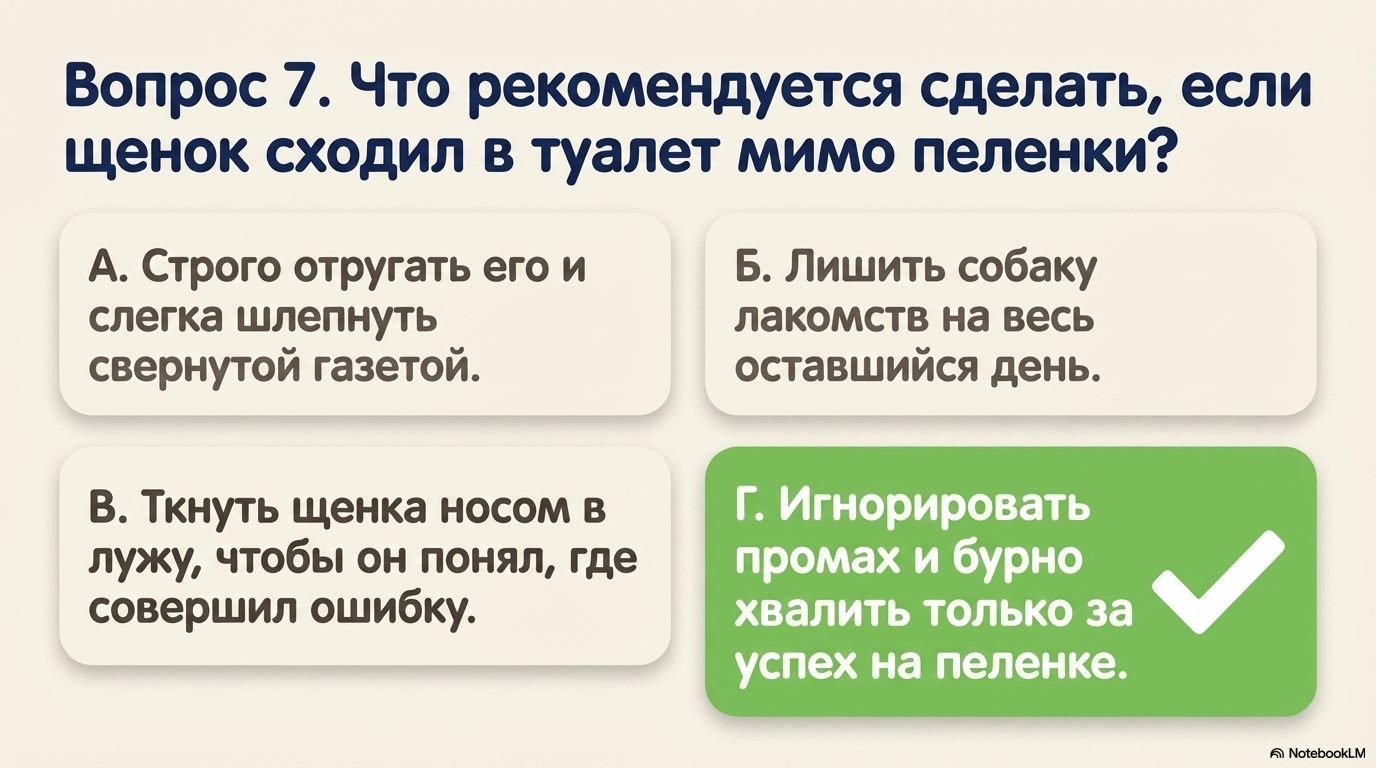 Вопрос 7. Что рекомендуется сделать, если
щенок сходил в туалет мимо пеленки?
А. Строго отругать его и
слегка шлепнуть
свернутой газетой.
Б. Лишить собаку
лакомств на весь
оставшийся день.
В. Ткнуть щенка носом в
лужу, чтобы он понял, где
совершил ошибку.
Г. Игнорировать
промах и бурно
хвалить только за
успех на пеленке.
NotebookLM